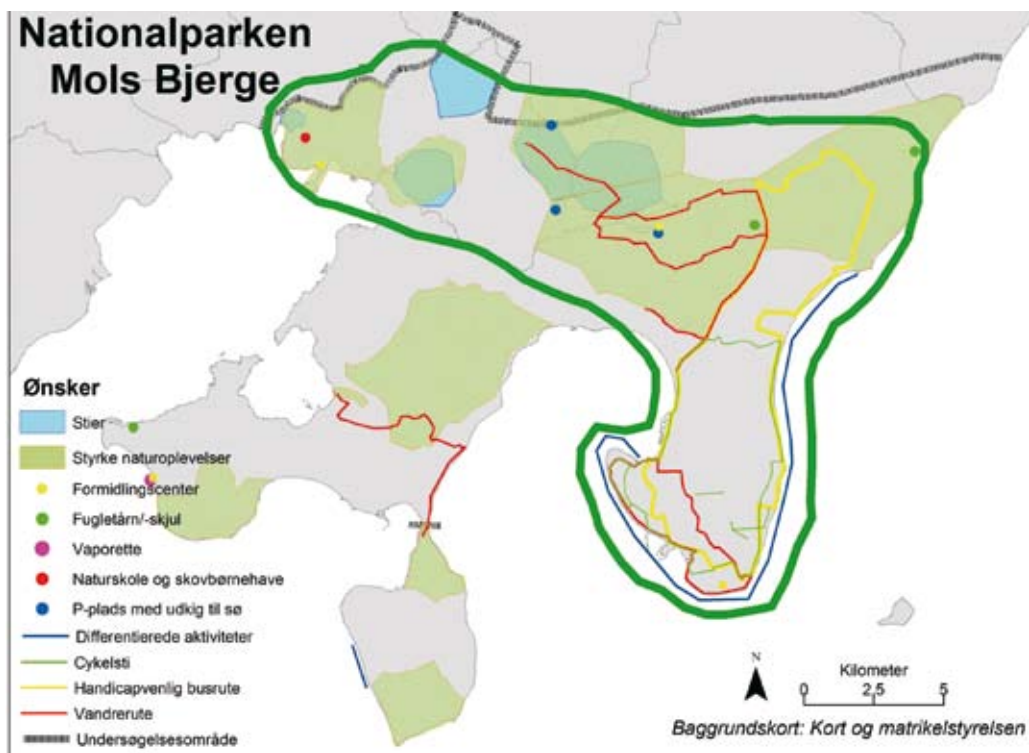 Nationalparken
Mols Bjerge
Ønsker
Stier
Styrke naturoplevelser
Formidlingscenter
Fugletårn/-skjul
Vaporette
Naturskole og skovbørnehave
P-plads med udkig til sø
Differentierede aktiviteter
Cykelsti
Handicapvenlig busrute
Vandrerute
Undersøgelsesområde
N
Kilometer
0 2,5 5
Baggrundskort: Kort og matrikelstyrelsen